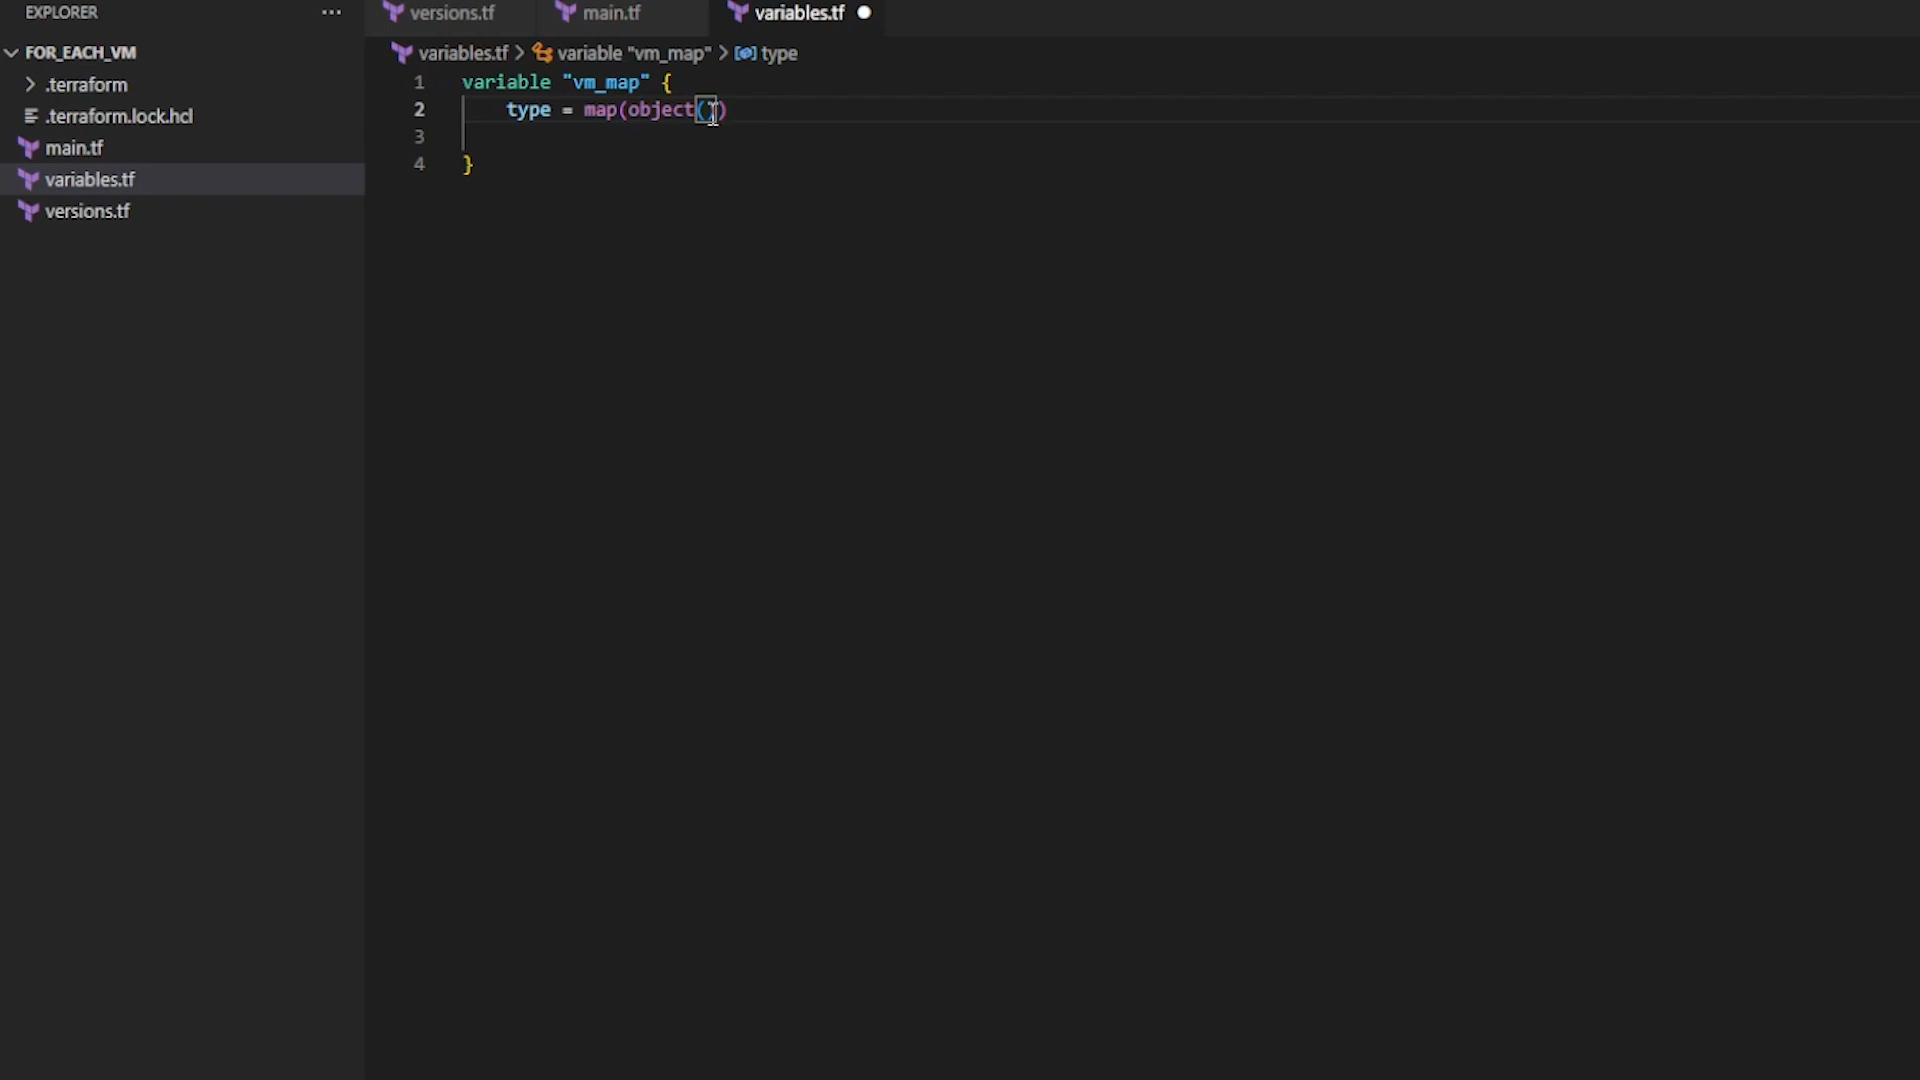 EXPLORER
FOR_EACH_VM
.terraform
.terraform.lock.hcl
main.tf
variables.tf
versions.tf
versions.tf main.tf variables.tf
variables.tf > variable "vm_map" > type
1 variable "vm_map" {
2 type = map(object())
3
4 }